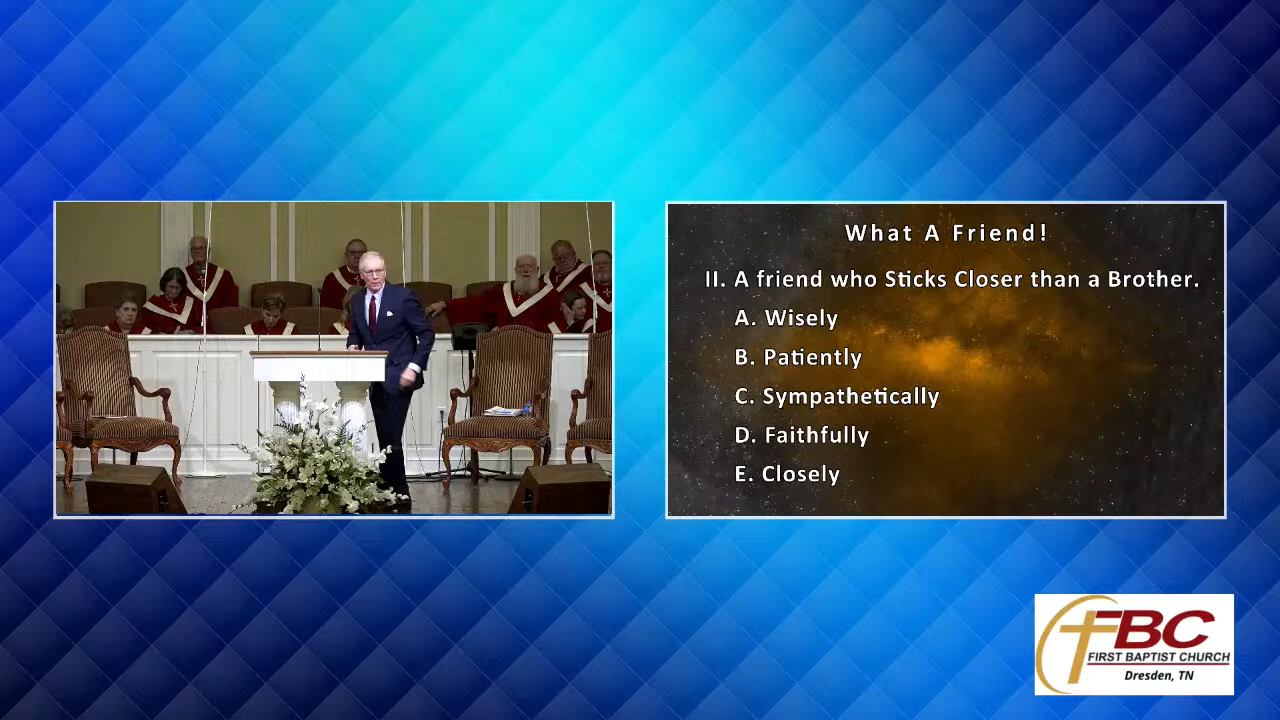 What A Friend!
II. A friend who Sticks Closer than a Brother.
A. Wisely
B. Patiently
C. Sympathetically
D. Faithfully
E. Closely
FBC
FIRST BAPTIST CHURCH
Dresden, TN